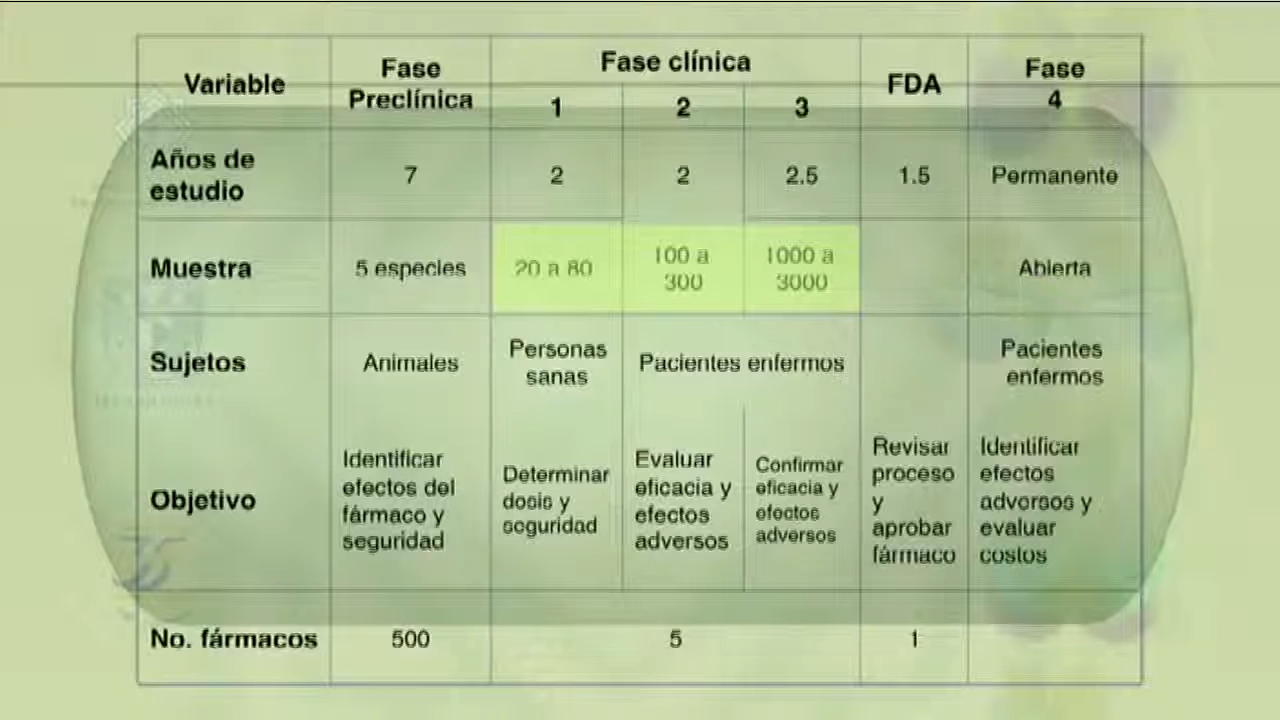 Variable
Fase
Preclínica
Fase clínica
1
2
3
FDA
Fase
4
Años de
estudio
7
2
2
2.5
1.5
Permanente
Muestra
5 especies
20 a 80
100 a
300
1000 a
3000
Abierta
Sujetos
Animales
Personas
sanas
Pacientes enfermos
Pacientes
enfermos
Objetivo
Identificar
efectos del
fármaco y
seguridad
Determinar
dosis y
seguridad
Evaluar
eficacia y
efectos
adversos
Confirmar
eficacia y
efectos
adversos
Revisar
proceso
y
aprobar
fármaco
Identificar
efectos
adversos y
evaluar
costos
No. fármacos
500
5
1